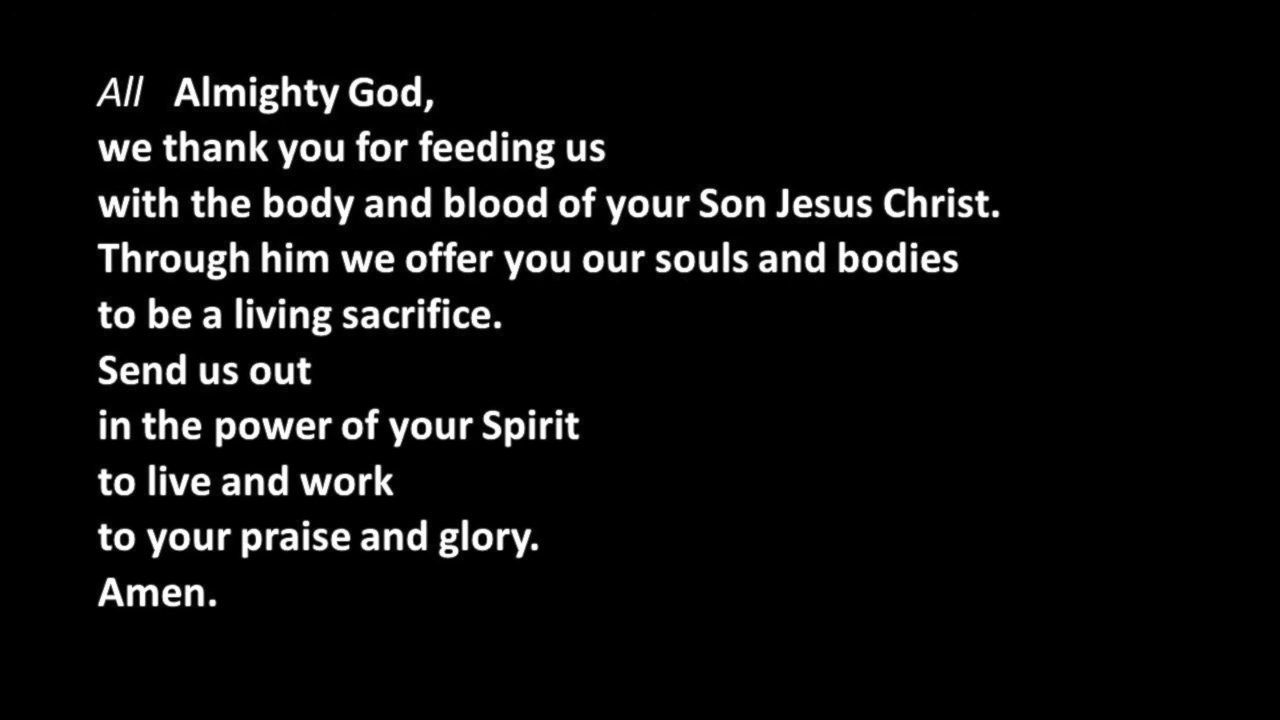 All Almighty God,
we thank you for feeding us
with the body and blood of your Son Jesus Christ.
Through him we offer you our souls and bodies
to be a living sacrifice.
Send us out
in the power of your Spirit
to live and work
to your praise and glory.
Amen.